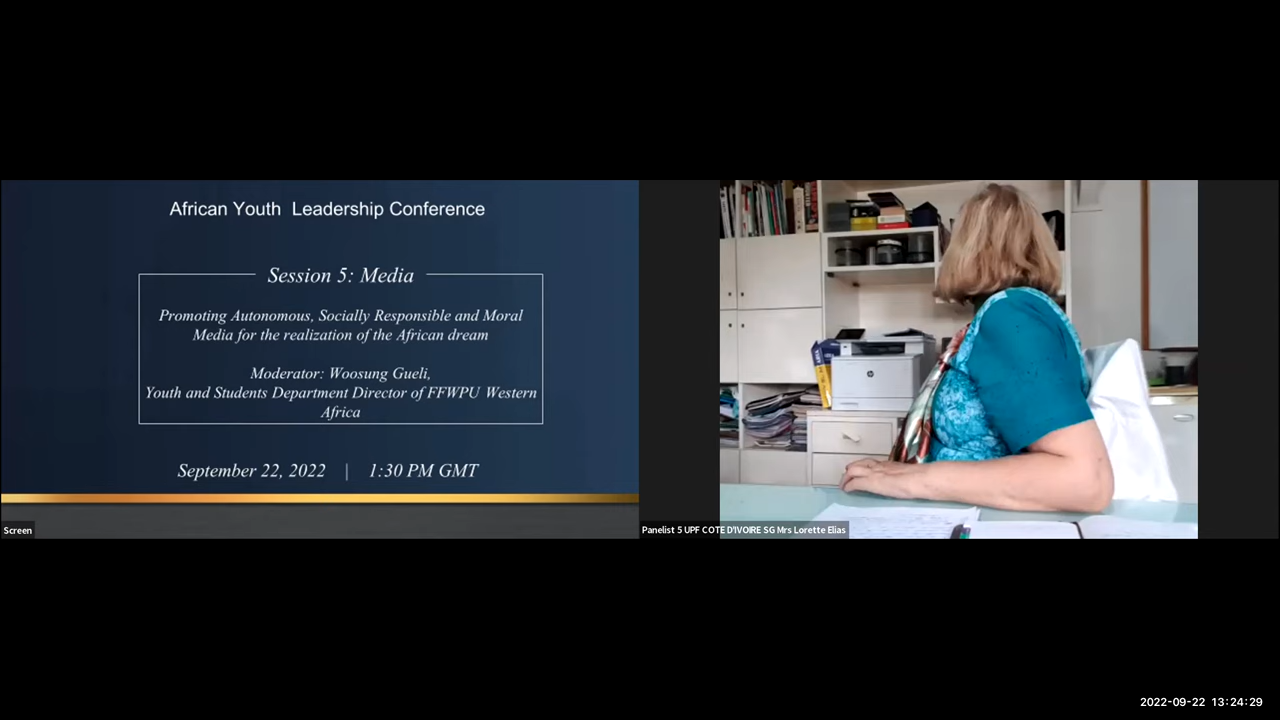 African Youth Leadership Conference
Session 5: Media
Promoting Autonomous, Socially Responsible and Moral
Media for the realization of the African dream
Moderator: Woosung Gueli,
Youth and Students Department Director of FFWPU Western
Africa
September 22, 2022 | 1:30 PM GMT
Screen
Panelist 5 UPF COTE D'IVOIRE SG Mrs Lorette Elias
hp
2022-09-22 13:24:29